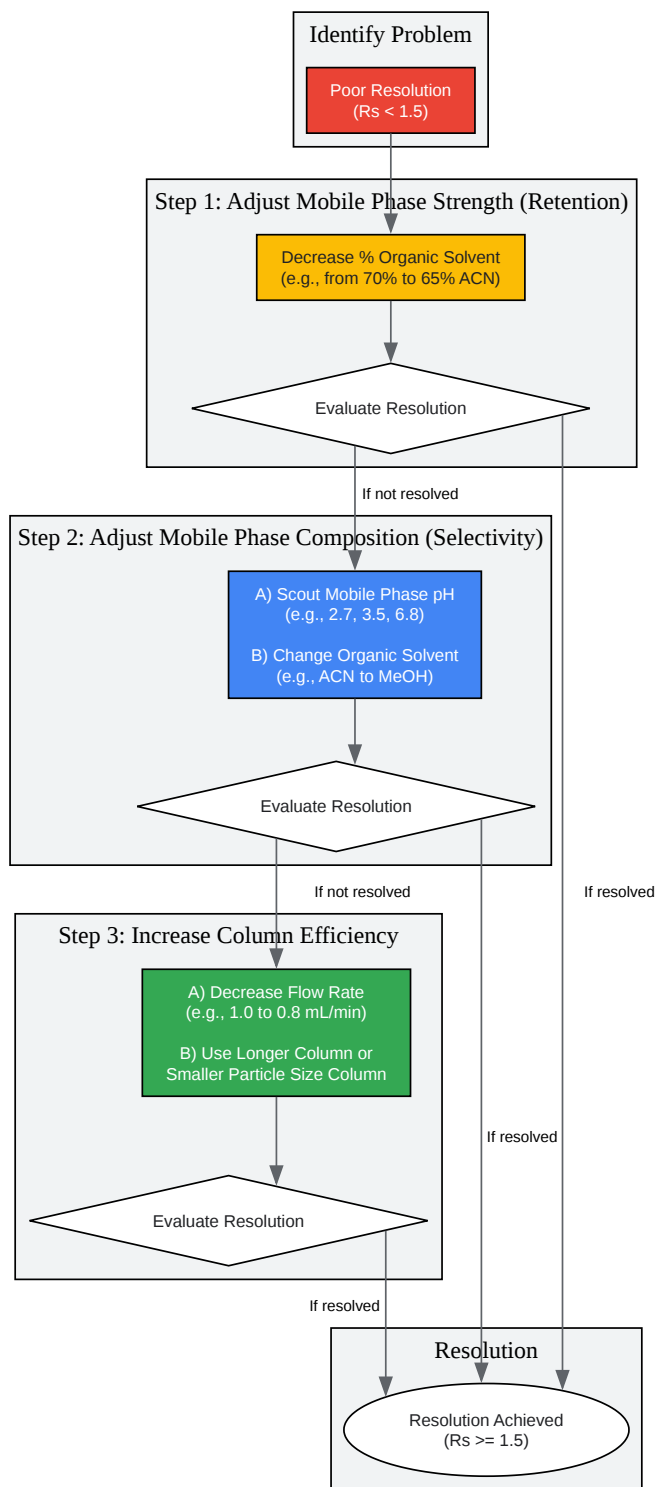 Identify Problem
Poor Resolution
(Rs < 1.5)
Step 1: Adjust Mobile Phase Strength (Retention)
Decrease % Organic Solvent
(e.g., from 70% to 65% ACN)
Evaluate Resolution
If not resolved
Step 2: Adjust Mobile Phase Composition (Selectivity)
A) Scout Mobile Phase pH
(e.g., 2.7, 3.5, 6.8)
B) Change Organic Solvent
(e.g., ACN to MeOH)
Evaluate Resolution
If not resolved
If resolved
Step 3: Increase Column Efficiency
A) Decrease Flow Rate
(e.g., 1.0 to 0.8 mL/min)
B) Use Longer Column or
Smaller Particle Size Column
If resolved
Evaluate Resolution
If resolved
Resolution
Resolution Achieved
(Rs >= 1.5)